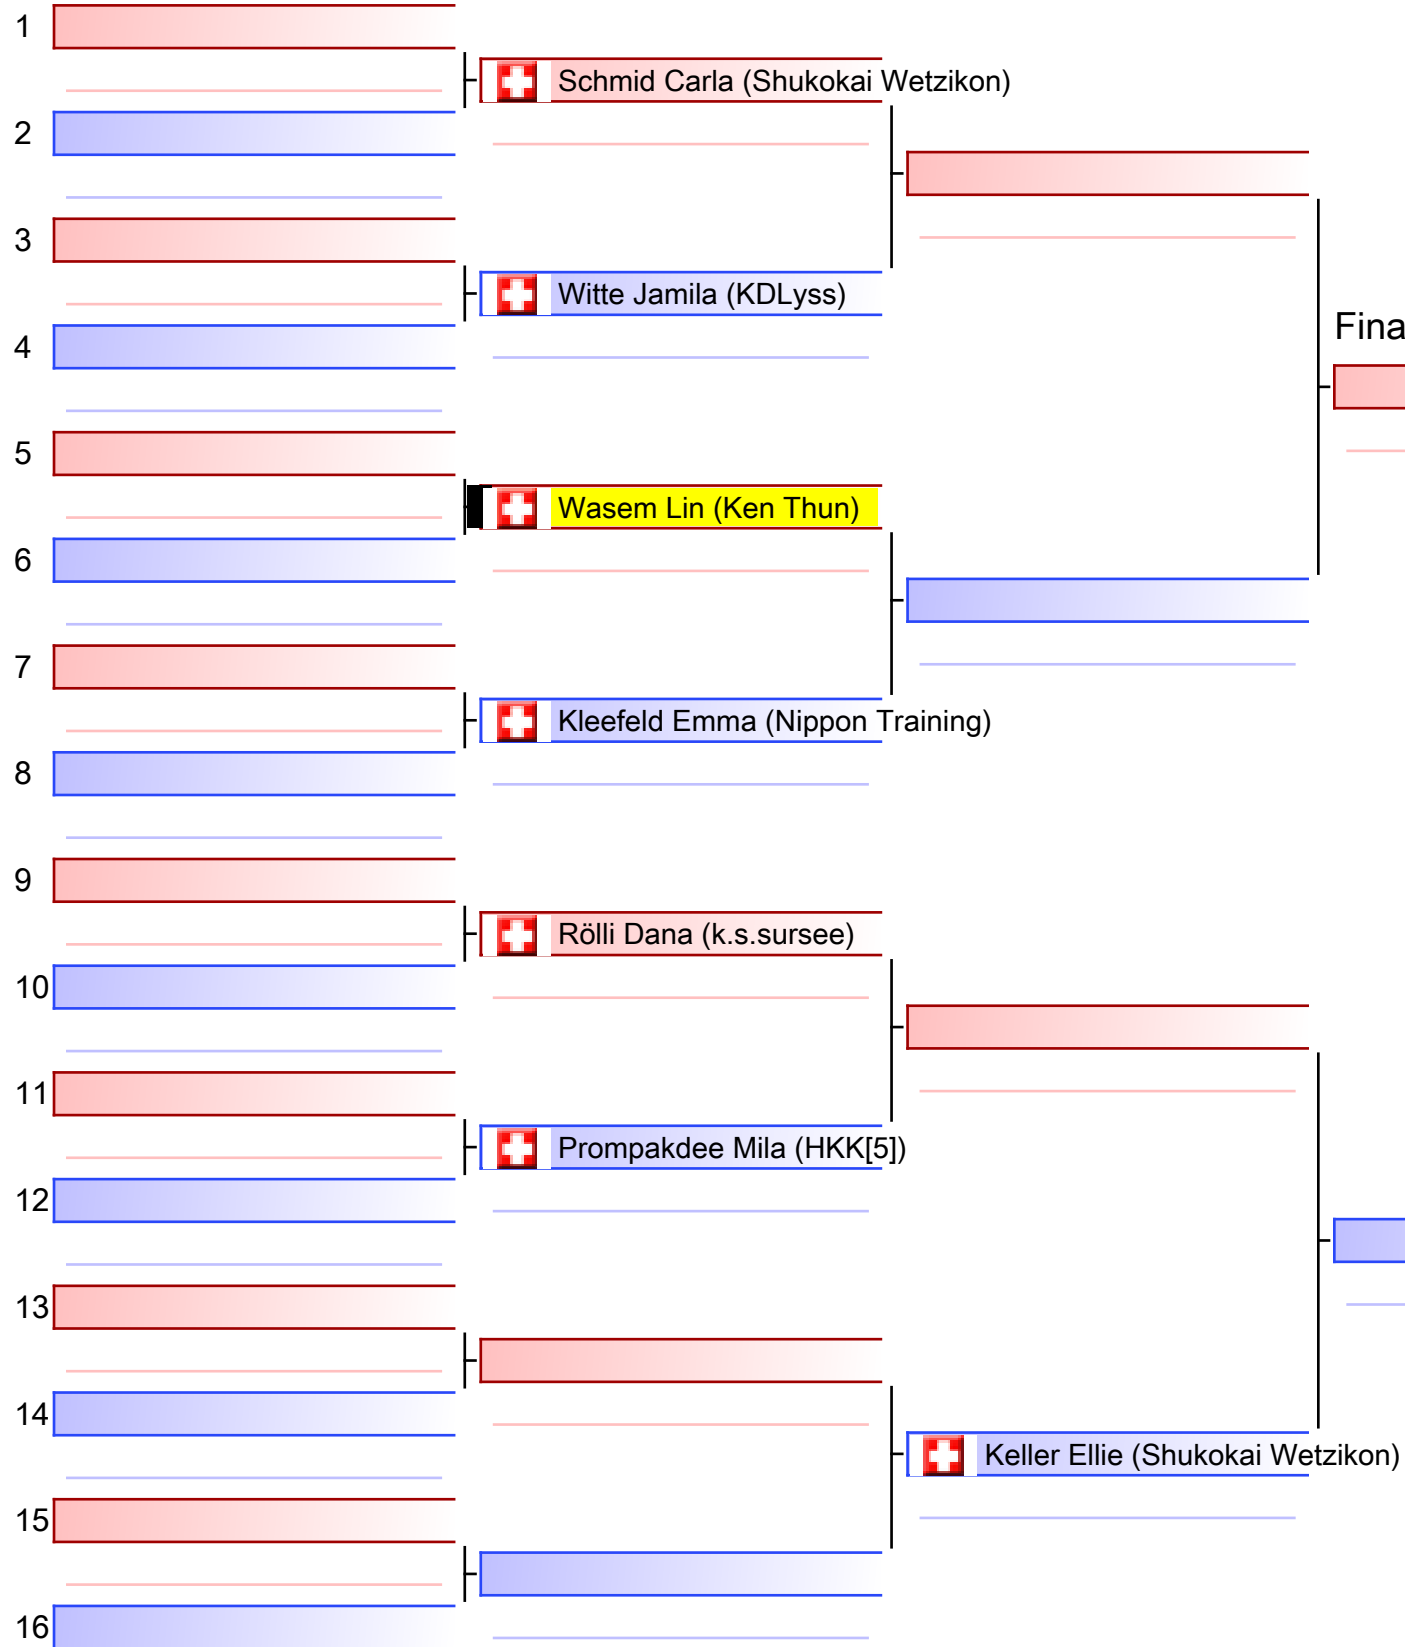 1
Schmid Carla (Shukokai Wetzikon)
2
3
Witte Jamila (KDLyss)
4
Fina
5
Wasem Lin (Ken Thun)
6
7
Kleefeld Emma (Nippon Training)
8
9
Rölli Dana (k.s.sursee)
10
11
Prompakdee Mila (HKK[5])
12
13
14
Keller Ellie (Shukokai Wetzikon)
15
16